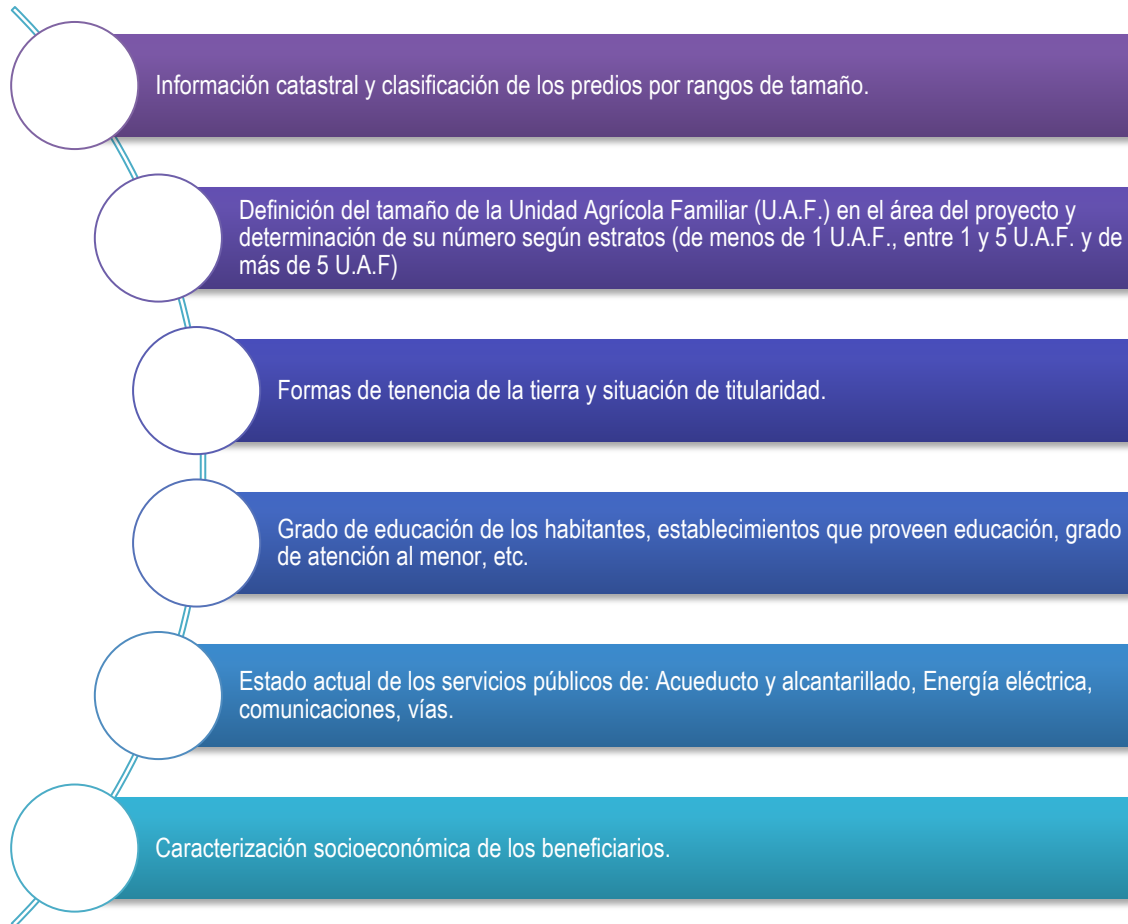 Información catastral y clasificación de los predios por rangos de tamaño.
Definición del tamaño de la Unidad Agrícola Familiar (U.A.F.) en el área del proyecto y
determinación de su número según estratos (de menos de 1 U.A.F., entre 1 y 5 U.A.F. y de
más de 5 U.A.F)
Formas de tenencia de la tierra y situación de titularidad.
Grado de educación de los habitantes, establecimientos que proveen educación, grado
de atención al menor, etc.
Estado actual de los servicios públicos de: Acueducto y alcantarillado, Energía eléctrica,
comunicaciones, vías.
Caracterización socioeconómica de los beneficiarios.